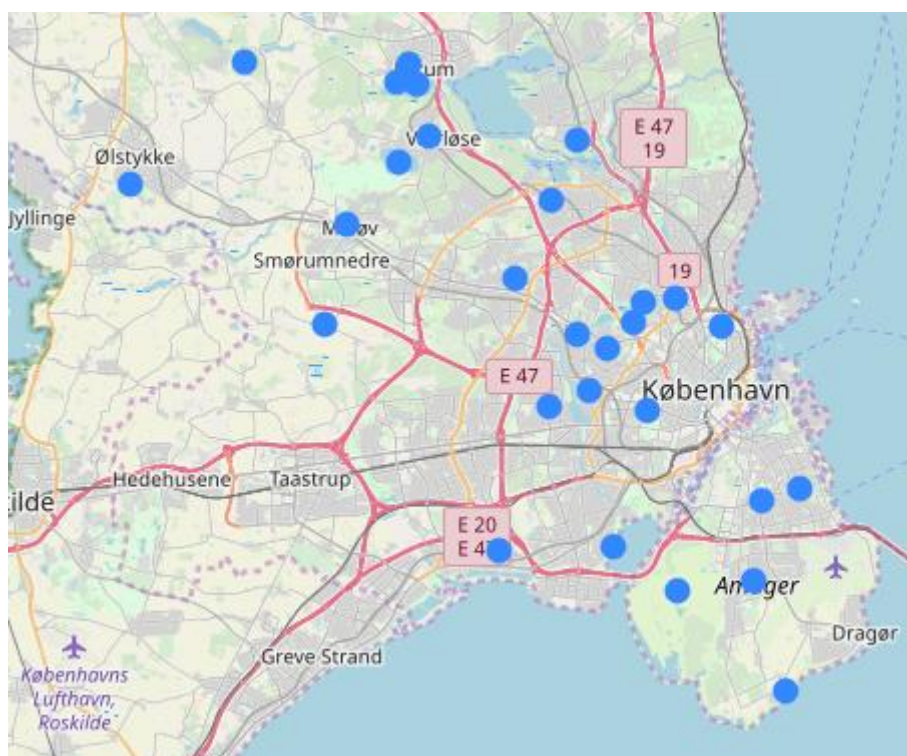 E 47
19
Ølstykke
Jyllinge
Smørumnedre
19
E 47
København
Hedehusene
Taastrup
E 20
Greve Strand
Dragør
Københavns
Lufthavn,
Roskilde